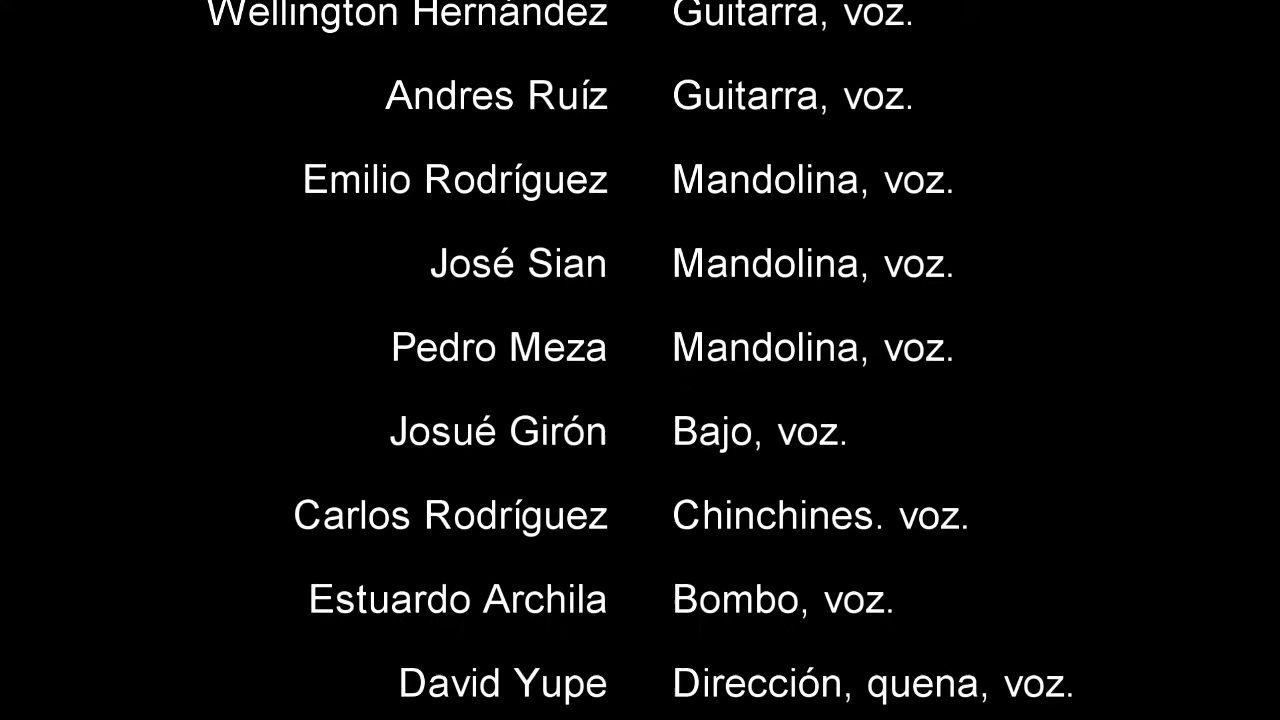 Wellington Hernández Guitarra, voz.
Andres Ruíz Guitarra, voz.
Emilio Rodríguez Mandolina, voz.
José Sian Mandolina, voz.
Pedro Meza Mandolina, voz.
Josué Girón Bajo, voz.
Carlos Rodríguez Chinchines. voz.
Estuardo Archila Bombo, voz.
David Yupe Dirección, quena, voz.